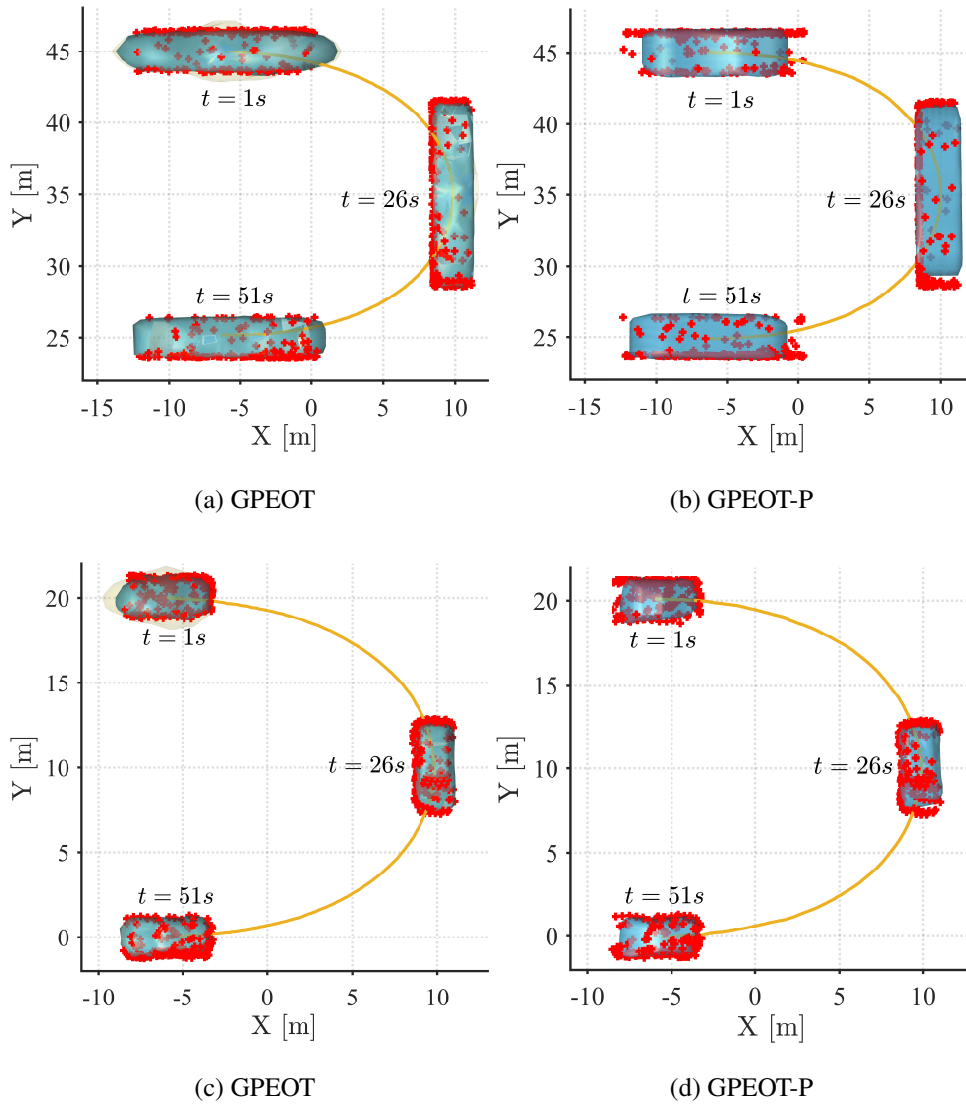 45
40
35
30
25
Y [m]
t = 1s
t = 26s
t = 51s
-15 -10 -5 0 5 10
X [m]
(a) GPEOT
45
40
35
30
25
Y [m]
t = 1s
t = 26s
t = 51s
-15 -10 -5 0 5 10
X [m]
(b) GPEOT-P
20
15
10
5
0
Y [m]
t = 1s
t = 26s
t = 51s
-10 -5 0 5 10
X [m]
(c) GPEOT
20
15
10
5
0
Y [m]
t = 1s
t = 26s
t = 51s
-10 -5 0 5 10
X [m]
(d) GPEOT-P